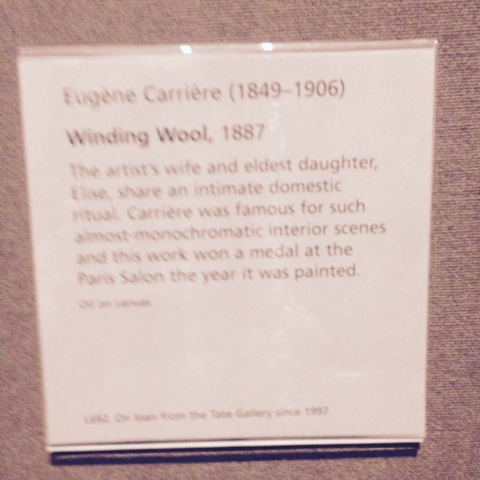 Eugène Carrière (1849–1906)
Winding Wool, 1887
The artist's wife and eldest daughter,
Elise, share an intimate domestic
ritual. Carrière was famous for such
almost-monochromatic interior scenes
and this work won a medal at the
Paris Salon the year it was painted.
Oil on canvas
On loan from the Tate Gallery since 1997